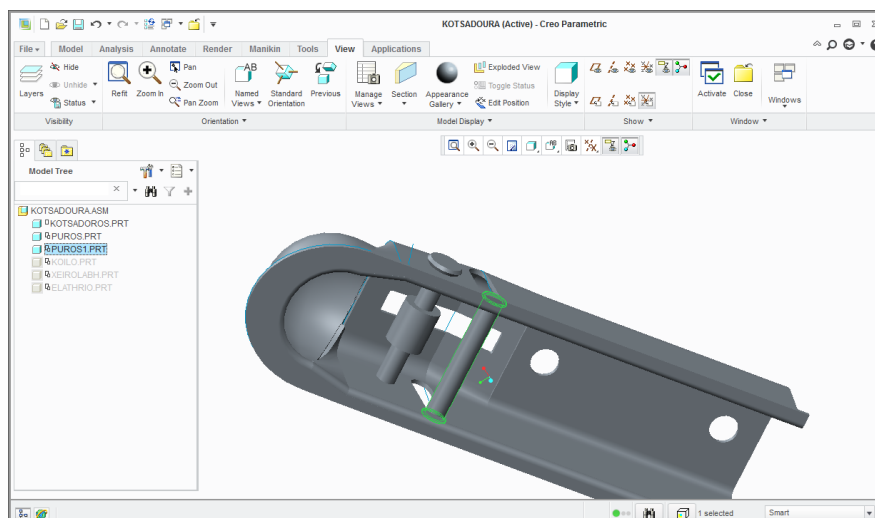 KOTSADOURA (Active) - Creo Parametric
File Model Analysis Annotate Render Manikin Tools View Applications
Layers
Hide
Unhide
Status
Visibility
Refit
Zoom In
Pan
Zoom Out
Pan Zoom
Named Views
Standard Orientation
Previous
Orientation
Manage Views
Section
Appearance Gallery
Exploded View
Toggle Status
Edit Position
Model Display
Display Style
Show
Activate
Close
Windows
Window
Model Tree
KOTSADOURA.ASM
KOTSADOROS.PRT
PUROS.PRT
PUROS1.PRT
KOILO.PRT
XEIROLABH.PRT
ELATHRIO.PRT
1 selected
Smart